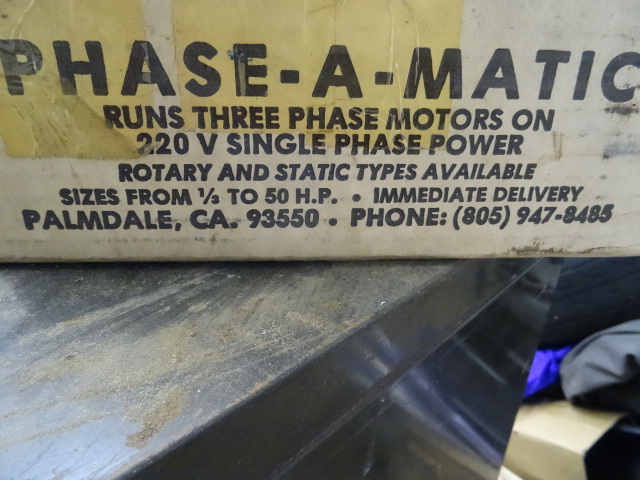 PHASE-A-MATIC
RUNS THREE PHASE MOTORS ON
220 V SINGLE PHASE POWER
ROTARY AND STATIC TYPES AVAILABLE
SIZES FROM ⅓ TO 50 H.P. • IMMEDIATE DELIVERY
PALMDALE, CA. 93550 • PHONE: (805) 947-8485